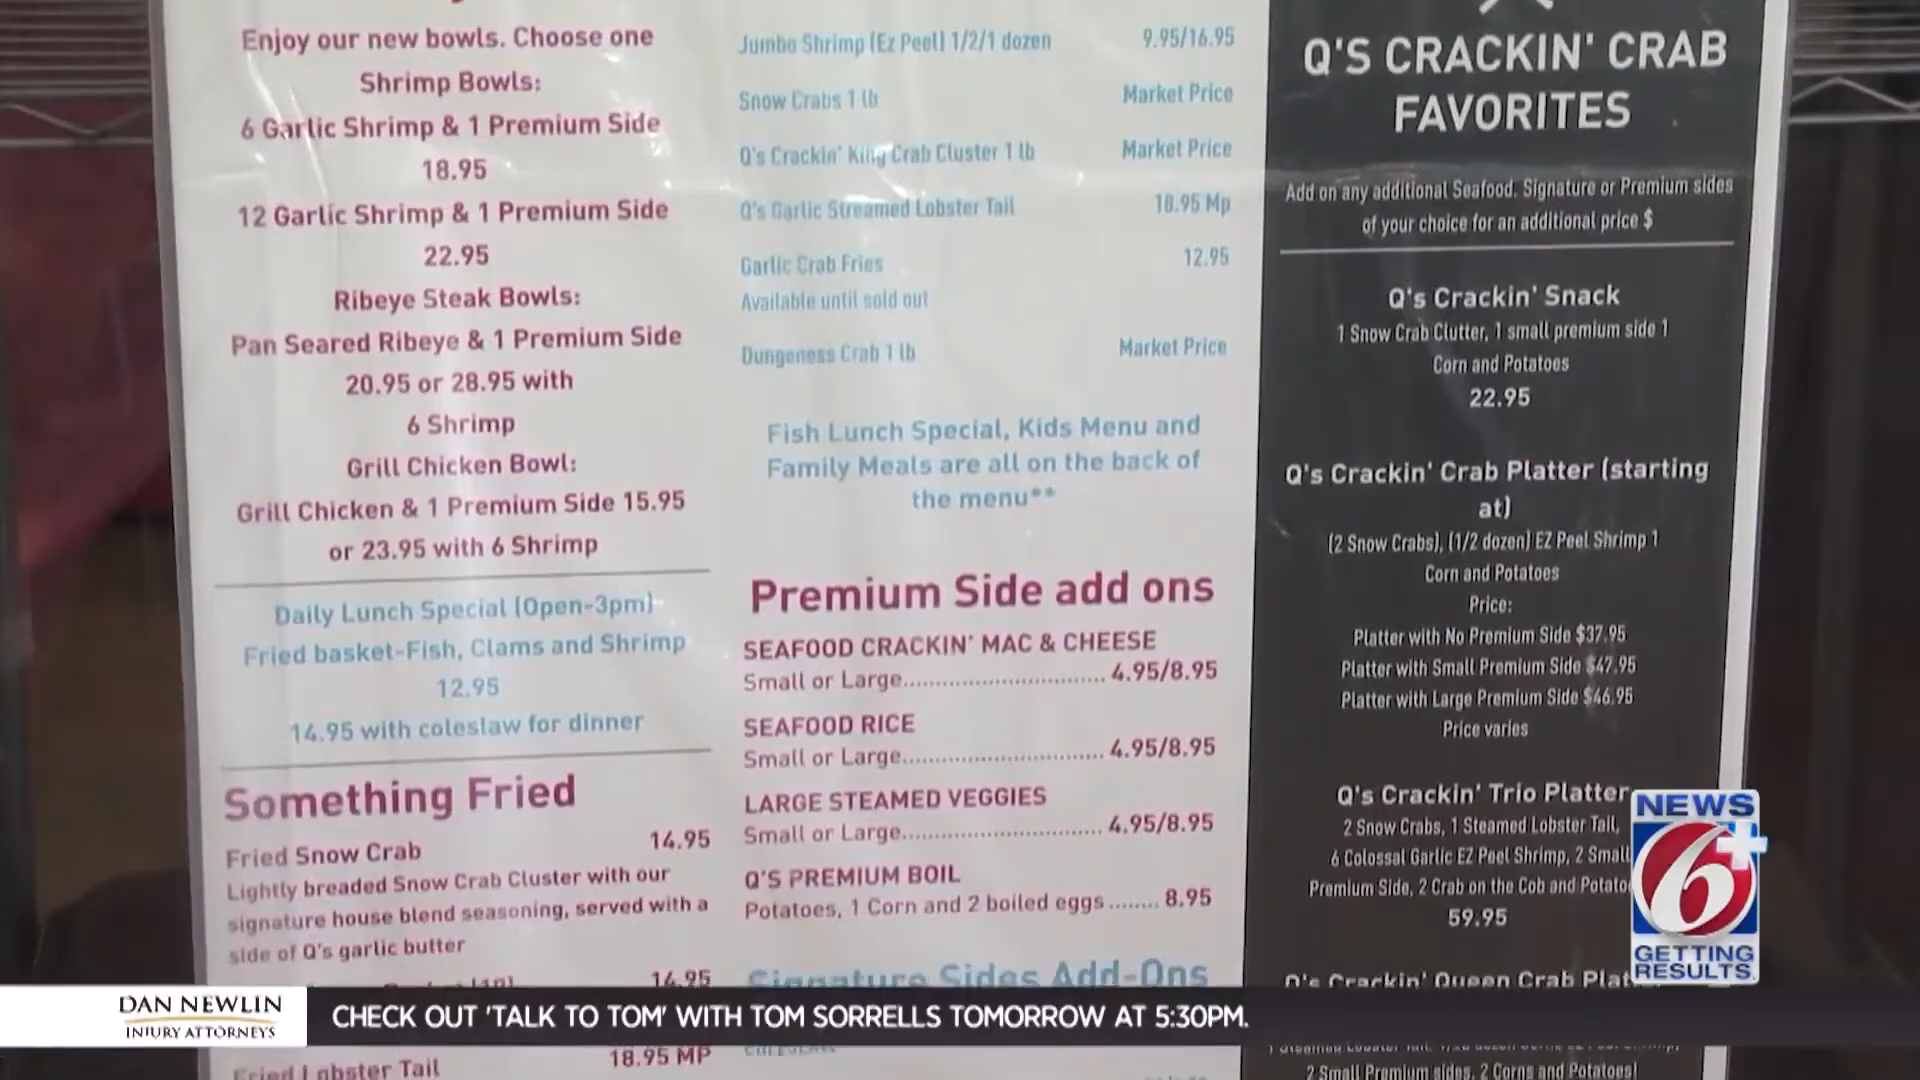 Enjoy our new bowls. Choose one
Shrimp Bowls:
6 Garlic Shrimp & 1 Premium Side
18.95
12 Garlic Shrimp & 1 Premium Side
22.95
Ribeye Steak Bowls:
Pan Seared Ribeye & 1 Premium Side
20.95 or 28.95 with
6 Shrimp
Grill Chicken Bowl:
Grill Chicken & 1 Premium Side 15.95
or 23.95 with 6 Shrimp
Daily Lunch Special (Open-3pm)
Fried basket-Fish, Clams and Shrimp
12.95
14.95 with coleslaw for dinner
Something Fried
Fried Snow Crab 14.95
Lightly breaded Snow Crab Cluster with our
signature house blend seasoning, served with a
side of Q's garlic butter
14.95
Fried Lobster Tail 18.95 MP
Jumbo Shrimp (Ez Peel) 1/2/1 dozen 9.95/16.95
Snow Crabs 1 lb Market Price
Q's Crackin' King Crab Cluster 1 lb Market Price
Q's Garlic Streamed Lobster Tail 18.95 Mp
Garlic Crab Fries 12.95
Available until sold out
Dungeness Crab 1 lb Market Price
Fish Lunch Special, Kids Menu and
Family Meals are all on the back of
the menu**
Premium Side add ons
SEAFOOD CRACKIN' MAC & CHEESE
Small or Large.............................. 4.95/8.95
SEAFOOD RICE
Small or Large.............................. 4.95/8.95
LARGE STEAMED VEGGIES
Small or Large.............................. 4.95/8.95
Q'S PREMIUM BOIL
Potatoes, 1 Corn and 2 boiled eggs ........ 8.95
Signature Sides Add-Ons
Q'S CRACKIN' CRAB
FAVORITES
Add on any additional Seafood. Signature or Premium sides
of your choice for an additional price $
Q's Crackin' Snack
1 Snow Crab Clutter, 1 small premium side 1
Corn and Potatoes
22.95
Q's Crackin' Crab Platter (starting
at)
(2 Snow Crabs), (1/2 dozen) EZ Peel Shrimp 1
Corn and Potatoes
Price:
Platter with No Premium Side $37.95
Platter with Small Premium Side $47.95
Platter with Large Premium Side $46.95
Price varies
Q's Crackin' Trio Platter
2 Snow Crabs, 1 Steamed Lobster Tail,
6 Colossal Garlic EZ Peel Shrimp, 2 Small
Premium Side, 2 Crab on the Cob and Potato
59.95
Q's Crackin' Queen Crab Plat
2 Small Premium sides, 2 Corns and Potatoes!
NEWS
6+
GETTING
RESULTS.
DAN NEWLIN
INJURY ATTORNEYS
CHECK OUT 'TALK TO TOM' WITH TOM SORRELLS TOMORROW AT 5:30PM.